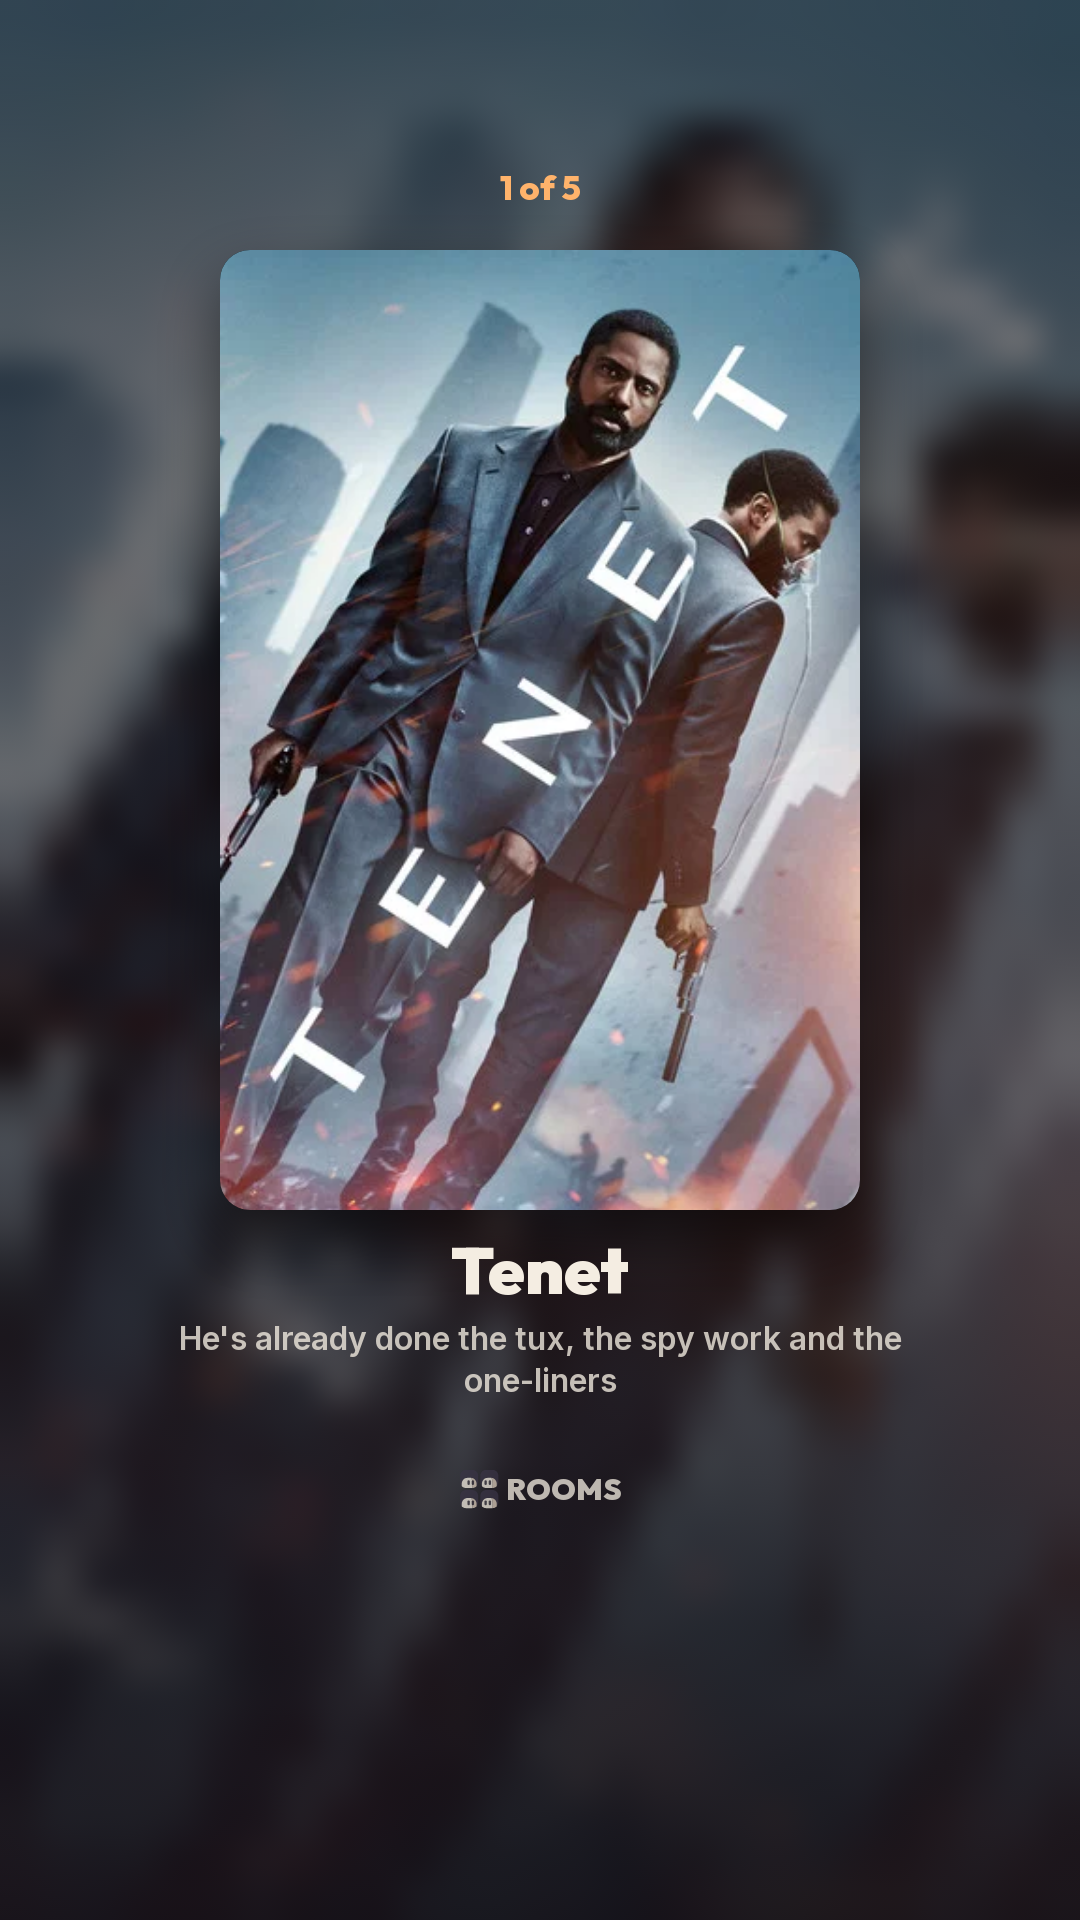 1 of 5
TENET
Tenet
He's already done the tux, the spy work and the
one-liners
ROOMS